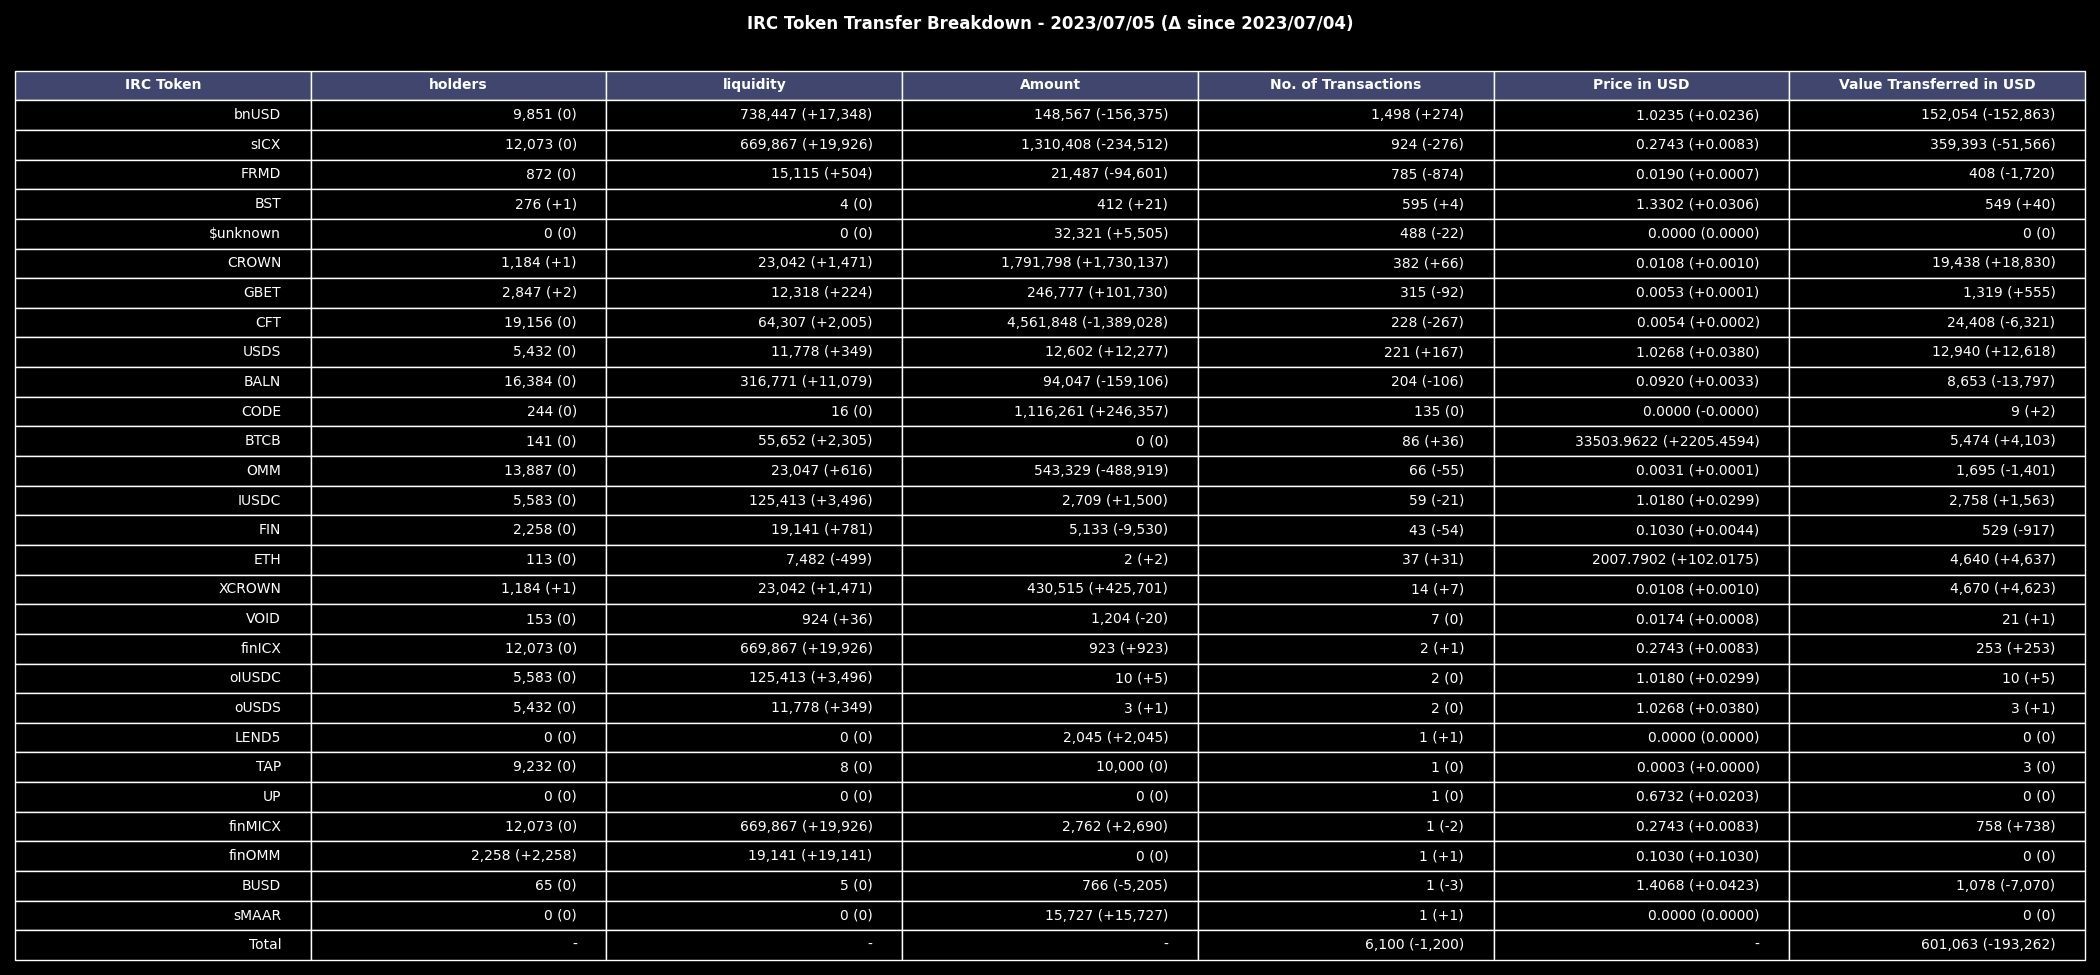 IRC Token Transfer Breakdown - 2023/07/05 (Δ since 2023/07/04)
IRC Token holders liquidity Amount No. of Transactions Price in USD Value Transferred in USD
bnUSD 9,851 (0) 738,447 (+17,348) 148,567 (-156,375) 1,498 (+274) 1.0235 (+0.0236) 152,054 (-152,863)
sICX 12,073 (0) 669,867 (+19,926) 1,310,408 (-234,512) 924 (-276) 0.2743 (+0.0083) 359,393 (-51,566)
FRMD 872 (0) 15,115 (+504) 21,487 (-94,601) 785 (-874) 0.0190 (+0.0007) 408 (-1,720)
BST 276 (+1) 4 (0) 412 (+21) 595 (+4) 1.3302 (+0.0306) 549 (+40)
$unknown 0 (0) 0 (0) 32,321 (+5,505) 488 (-22) 0.0000 (0.0000) 0 (0)
CROWN 1,184 (+1) 23,042 (+1,471) 1,791,798 (+1,730,137) 382 (+66) 0.0108 (+0.0010) 19,438 (+18,830)
GBET 2,847 (+2) 12,318 (+224) 246,777 (+101,730) 315 (-92) 0.0053 (+0.0001) 1,319 (+555)
CFT 19,156 (0) 64,307 (+2,005) 4,561,848 (-1,389,028) 228 (-267) 0.0054 (+0.0002) 24,408 (-6,321)
USDS 5,432 (0) 11,778 (+349) 12,602 (+12,277) 221 (+167) 1.0268 (+0.0380) 12,940 (+12,618)
BALN 16,384 (0) 316,771 (+11,079) 94,047 (-159,106) 204 (-106) 0.0920 (+0.0033) 8,653 (-13,797)
CODE 244 (0) 16 (0) 1,116,261 (+246,357) 135 (0) 0.0000 (-0.0000) 9 (+2)
BTCB 141 (0) 55,652 (+2,305) 0 (0) 86 (+36) 33503.9622 (+2205.4594) 5,474 (+4,103)
OMM 13,887 (0) 23,047 (+616) 543,329 (-488,919) 66 (-55) 0.0031 (+0.0001) 1,695 (-1,401)
IUSDC 5,583 (0) 125,413 (+3,496) 2,709 (+1,500) 59 (-21) 1.0180 (+0.0299) 2,758 (+1,563)
FIN 2,258 (0) 19,141 (+781) 5,133 (-9,530) 43 (-54) 0.1030 (+0.0044) 529 (-917)
ETH 113 (0) 7,482 (-499) 2 (+2) 37 (+31) 2007.7902 (+102.0175) 4,640 (+4,637)
XCROWN 1,184 (+1) 23,042 (+1,471) 430,515 (+425,701) 14 (+7) 0.0108 (+0.0010) 4,670 (+4,623)
VOID 153 (0) 924 (+36) 1,204 (-20) 7 (0) 0.0174 (+0.0008) 21 (+1)
finICX 12,073 (0) 669,867 (+19,926) 923 (+923) 2 (+1) 0.2743 (+0.0083) 253 (+253)
oIUSDC 5,583 (0) 125,413 (+3,496) 10 (+5) 2 (0) 1.0180 (+0.0299) 10 (+5)
oUSDS 5,432 (0) 11,778 (+349) 3 (+1) 2 (0) 1.0268 (+0.0380) 3 (+1)
LEND5 0 (0) 0 (0) 2,045 (+2,045) 1 (+1) 0.0000 (0.0000) 0 (0)
TAP 9,232 (0) 8 (0) 10,000 (0) 1 (0) 0.0003 (+0.0000) 3 (0)
UP 0 (0) 0 (0) 0 (0) 1 (0) 0.6732 (+0.0203) 0 (0)
finMICX 12,073 (0) 669,867 (+19,926) 2,762 (+2,690) 1 (-2) 0.2743 (+0.0083) 758 (+738)
finOMM 2,258 (+2,258) 19,141 (+19,141) 0 (0) 1 (+1) 0.1030 (+0.1030) 0 (0)
BUSD 65 (0) 5 (0) 766 (-5,205) 1 (-3) 1.4068 (+0.0423) 1,078 (-7,070)
sMAAR 0 (0) 0 (0) 15,727 (+15,727) 1 (+1) 0.0000 (0.0000) 0 (0)
Total - - - 6,100 (-1,200) - 601,063 (-193,262)